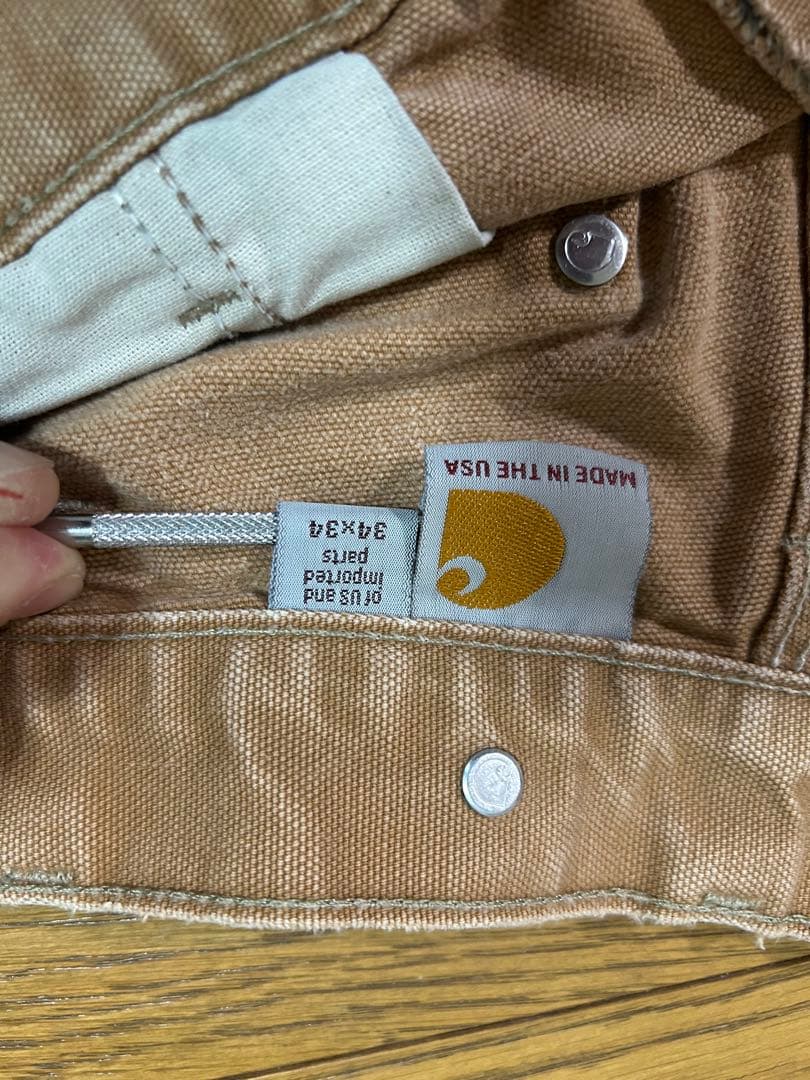 MADE IN THE USA
of US and
imported
parts
34x34